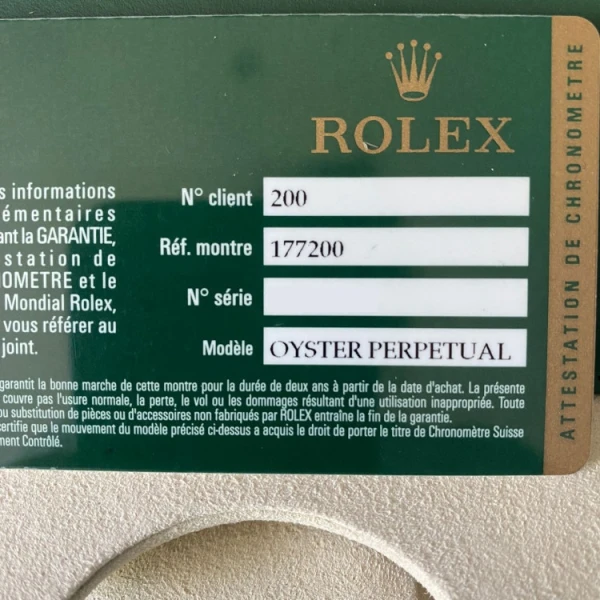 ROLEX
s informations
émentaires
ant la GARANTIE,
station de
NOMETRE et le
Mondial Rolex,
vous référer au
joint.
N° client 200
Réf. montre 177200
N° série
Modèle OYSTER PERPETUAL
garantit la bonne marche de cette montre pour la durée de deux ans à partir de la date d'achat. La présente
couvre pas l'usure normale, la perte, le vol ou les dommages résultant d'une utilisation inappropriée. Toute
ou substitution de pièces ou d'accessoires non fabriqués par ROLEX entraîne la fin de la garantie.
certifie que le mouvement du modèle précisé ci-dessus a acquis le droit de porter le titre de Chronomètre Suisse
ment Contrôlé.
ATTESTATION DE CHRONOMETRE